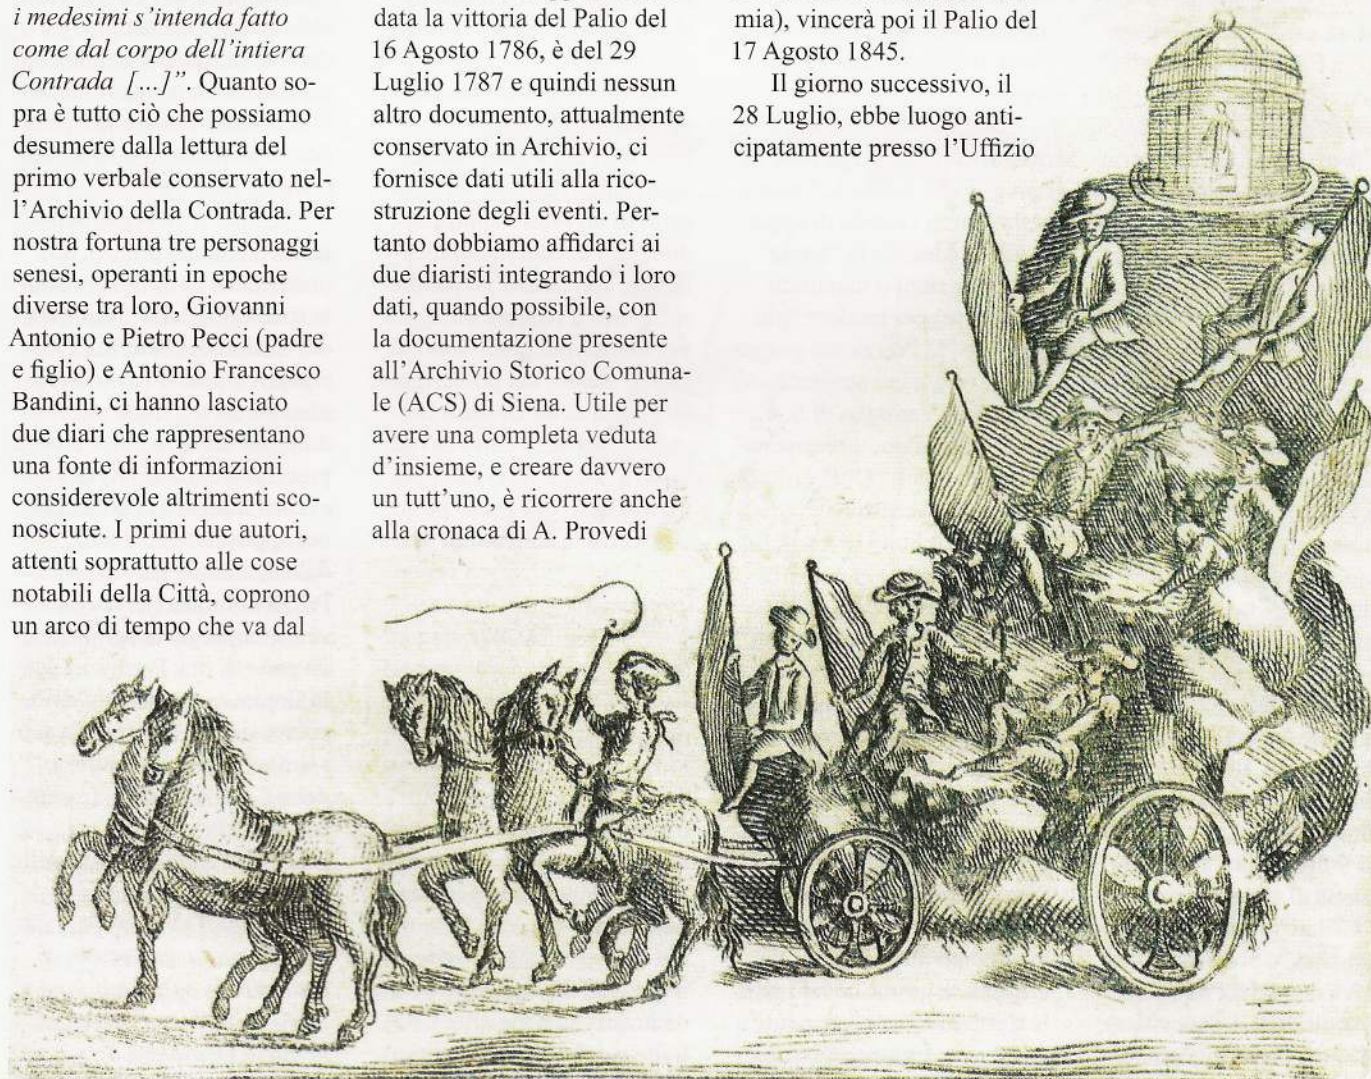 i medesimi s'intenda fatto
come dal corpo dell'intiera
Contrada [...]". Quanto so-
pra è tutto ciò che possiamo
desumere dalla lettura del
primo verbale conservato nel-
l'Archivio della Contrada. Per
nostra fortuna tre personaggi
senesi, operanti in epoche
diverse tra loro, Giovanni
Antonio e Pietro Pecci (padre
e figlio) e Antonio Francesco
Bandini, ci hanno lasciato
due diari che rappresentano
una fonte di informazioni
considerevole altrimenti sco-
nosciute. I primi due autori,
attenti soprattutto alle cose
notabili della Città, coprono
un arco di tempo che va dal
data la vittoria del Palio del
16 Agosto 1786, è del 29
Luglio 1787 e quindi nessun
altro documento, attualmente
conservato in Archivio, ci
fornisce dati utili alla rico-
struzione degli eventi. Per-
tanto dobbiamo affidarci ai
due diaristi integrando i loro
dati, quando possibile, con
la documentazione presente
all'Archivio Storico Comuna-
le (ACS) di Siena. Utile per
avere una completa veduta
d'insieme, e creare davvero
un tutt'uno, è ricorrere anche
alla cronaca di A. Provedi
mia), vincerà poi il Palio del
17 Agosto 1845.
Il giorno successivo, il
28 Luglio, ebbe luogo anti-
cipatamente presso l'Uffizio